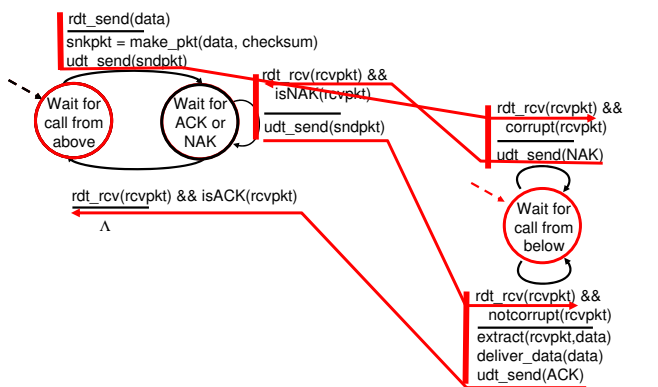 rdt_send(data)
snkpkt = make_pkt(data, checksum)
udt_send(sndpkt)
Wait for
call from
above
Wait for
ACK or
NAK
rdt_rcv(rcvpkt) &&
isNAK(rcvpkt)
udt_send(sndpkt)
rdt_rcv(rcvpkt) && isACK(rcvpkt)
Λ
rdt_rcv(rcvpkt) &&
corrupt(rcvpkt)
udt_send(NAK)
Wait for
call from
below
rdt_rcv(rcvpkt) &&
notcorrupt(rcvpkt)
extract(rcvpkt,data)
deliver_data(data)
udt_send(ACK)